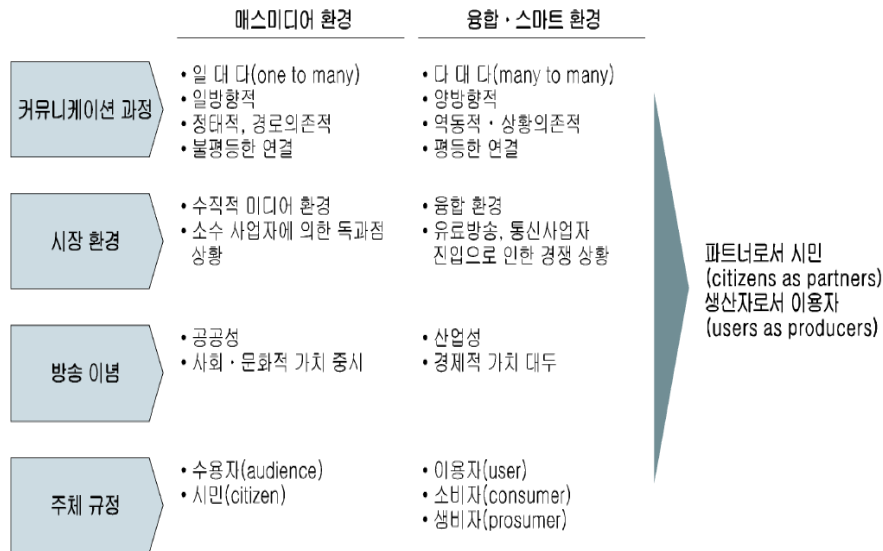 매스미디어 환경
융합・스마트 환경
커뮤니케이션 과정
• 일 대 다(one to many)
• 일방향적
• 정태적, 경로의존적
• 불평등한 연결
• 다 대 다(many to many)
• 양방향적
• 역동적・상황의존적
• 평등한 연결
시장 환경
• 수직적 미디어 환경
• 소수 사업자에 의한 독과점
상황
• 융합 환경
• 유료방송, 통신사업자
진입으로 인한 경쟁 상황
방송 이념
• 공공성
• 사회・문화적 가치 중시
• 산업성
• 경제적 가치 대두
주체 규정
• 수용자(audience)
• 시민(citizen)
• 이용자(user)
• 소비자(consumer)
• 생비자(prosumer)
파트너로서 시민
(citizens as partners)
생산자로서 이용자
(users as producers)